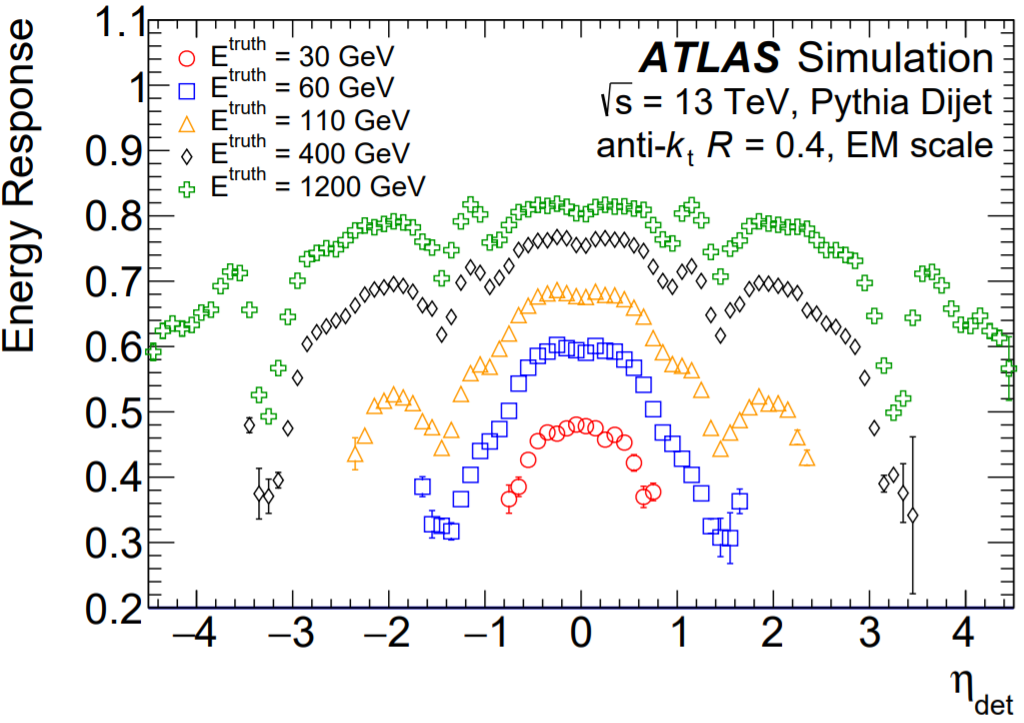 Energy Response
1.1
1
0.9
0.8
0.7
0.6
0.5
0.4
0.3
0.2
E^truth = 30 GeV
E^truth = 60 GeV
E^truth = 110 GeV
E^truth = 400 GeV
E^truth = 1200 GeV
ATLAS Simulation
√s = 13 TeV, Pythia Dijet
anti-k_t R = 0.4, EM scale
−4 −3 −2 −1 0 1 2 3 4
η_det